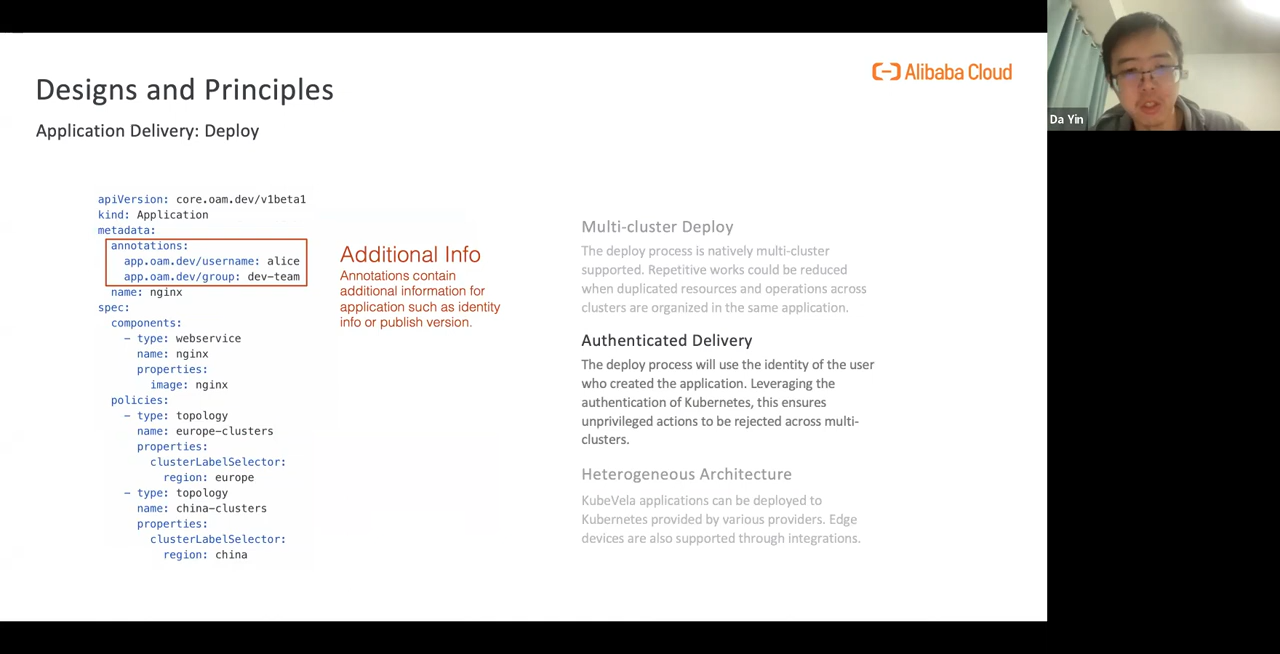 Designs and Principles
Alibaba Cloud
Application Delivery: Deploy
Da Yin
apiVersion: core.oam.dev/v1beta1
kind: Application
metadata:
annotations:
app.oam.dev/username: alice
app.oam.dev/group: dev-team
name: nginx
spec:
components:
- type: webservice
name: nginx
properties:
image: nginx
policies:
- type: topology
name: europe-clusters
properties:
clusterLabelSelector:
region: europe
- type: topology
name: china-clusters
properties:
clusterLabelSelector:
region: china
Additional Info
Annotations contain
additional information for
application such as identity
info or publish version.
Multi-cluster Deploy
The deploy process is natively multi-cluster
supported. Repetitive works could be reduced
when duplicated resources and operations across
clusters are organized in the same application.
Authenticated Delivery
The deploy process will use the identity of the user
who created the application. Leveraging the
authentication of Kubernetes, this ensures
unprivileged actions to be rejected across multi-
clusters.
Heterogeneous Architecture
KubeVela applications can be deployed to
Kubernetes provided by various providers. Edge
devices are also supported through integrations.